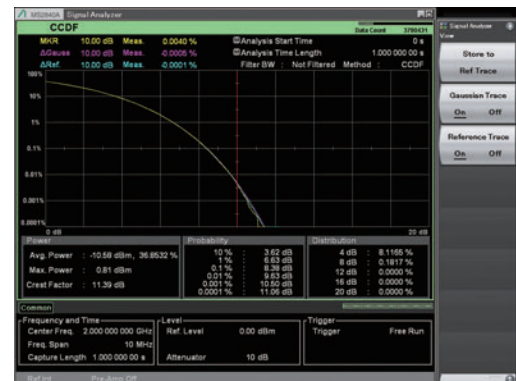 MS2840A Signal Analyzer
CCDF
Data Count 3798431
MKR 10.00 dB Meas. 0.0040 %
ΔGauss 10.00 dB Meas. -0.0005 %
ΔRef. 10.00 dB Meas. -0.0001 %
Analysis Start Time 0 s
Analysis Time Length 1.000 000 00 s
Filter BW : Not Filtered Method : CCDF
100%
10%
1%
0.1%
0.01%
0.001%
0.0001%
0 dB 20 dB
Power
Avg. Power : -10.58 dBm, 36.8532 %
Max. Power : 0.81 dBm
Crest Factor : 11.39 dB
Probability
10 % : 3.62 dB
1 % : 6.63 dB
0.1 % : 8.38 dB
0.01 % : 9.63 dB
0.001 % : 10.50 dB
0.0001 % : 11.06 dB
Distribution
4 dB : 8.1165 %
8 dB : 0.1817 %
12 dB : 0.0000 %
16 dB : 0.0000 %
20 dB : 0.0000 %
Common
Frequency and Time
Center Freq. 2.000 000 000 GHz
Freq. Span 10 MHz
Capture Length 1.000 000 00 s
Level
Ref. Level 0.00 dBm
Attenuator 10 dB
Trigger
Trigger Free Run
Ref.Int Pre-Amp Off
Signal Analyzer
View
Store to
Ref Trace
Gaussian Trace
On Off
Reference Trace
On Off